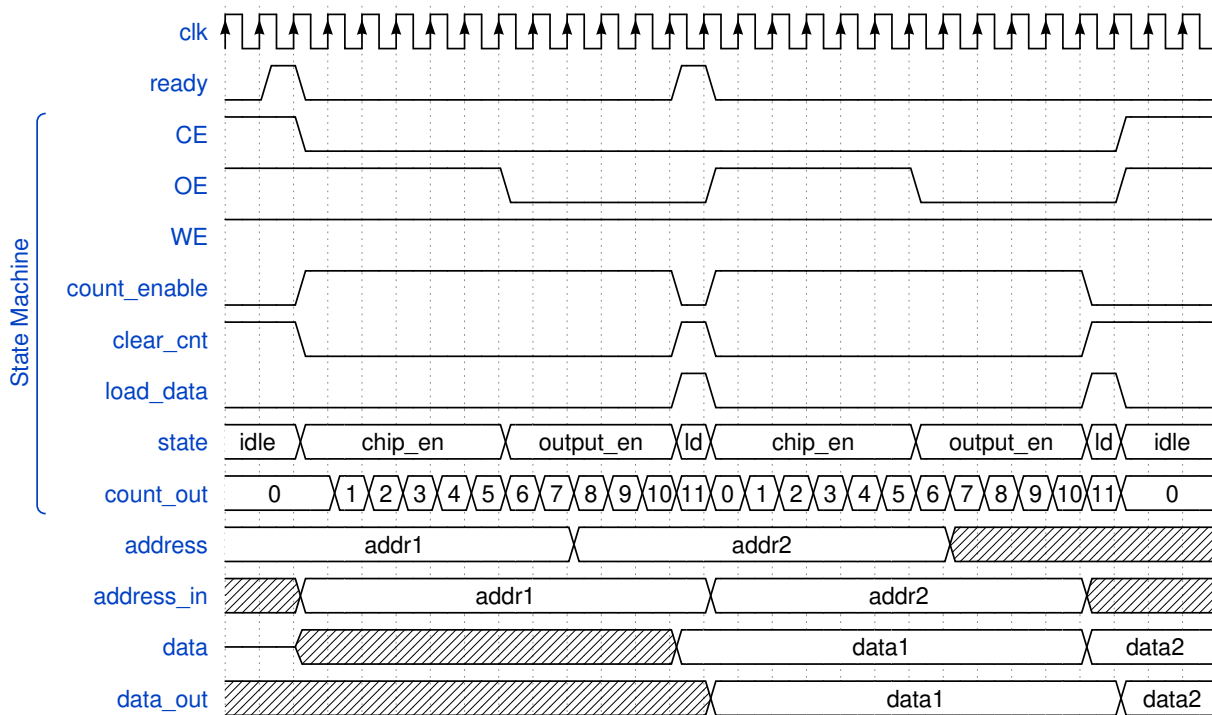 clk
ready
CE
OE
WE
count_enable
clear_cnt
load_data
state idle chip_en output_en ld chip_en output_en ld idle
count_out 0 1 2 3 4 5 6 7 8 9 10 11 0 1 2 3 4 5 6 7 8 9 10 11 0
address addr1 addr2
address_in addr1 addr2
data data1 data2
data_out data1 data2
State Machine